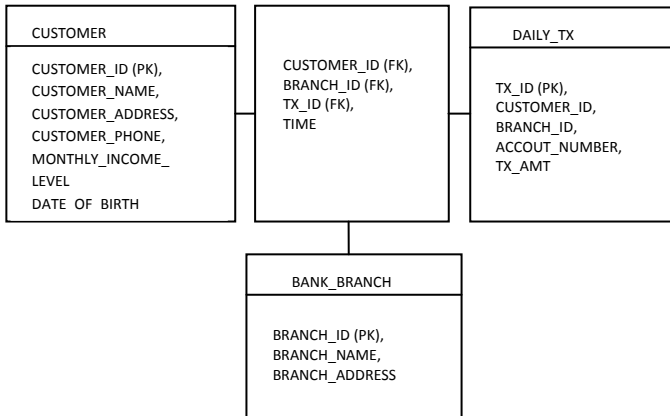 CUSTOMER
CUSTOMER_ID (PK),
CUSTOMER_NAME,
CUSTOMER_ADDRESS,
CUSTOMER_PHONE,
MONTHLY_INCOME_
LEVEL
DATE OF BIRTH
CUSTOMER_ID (FK),
BRANCH_ID (FK),
TX_ID (FK),
TIME
DAILY_TX
TX_ID (PK),
CUSTOMER_ID,
BRANCH_ID,
ACCOUT_NUMBER,
TX_AMT
BANK_BRANCH
BRANCH_ID (PK),
BRANCH_NAME,
BRANCH_ADDRESS